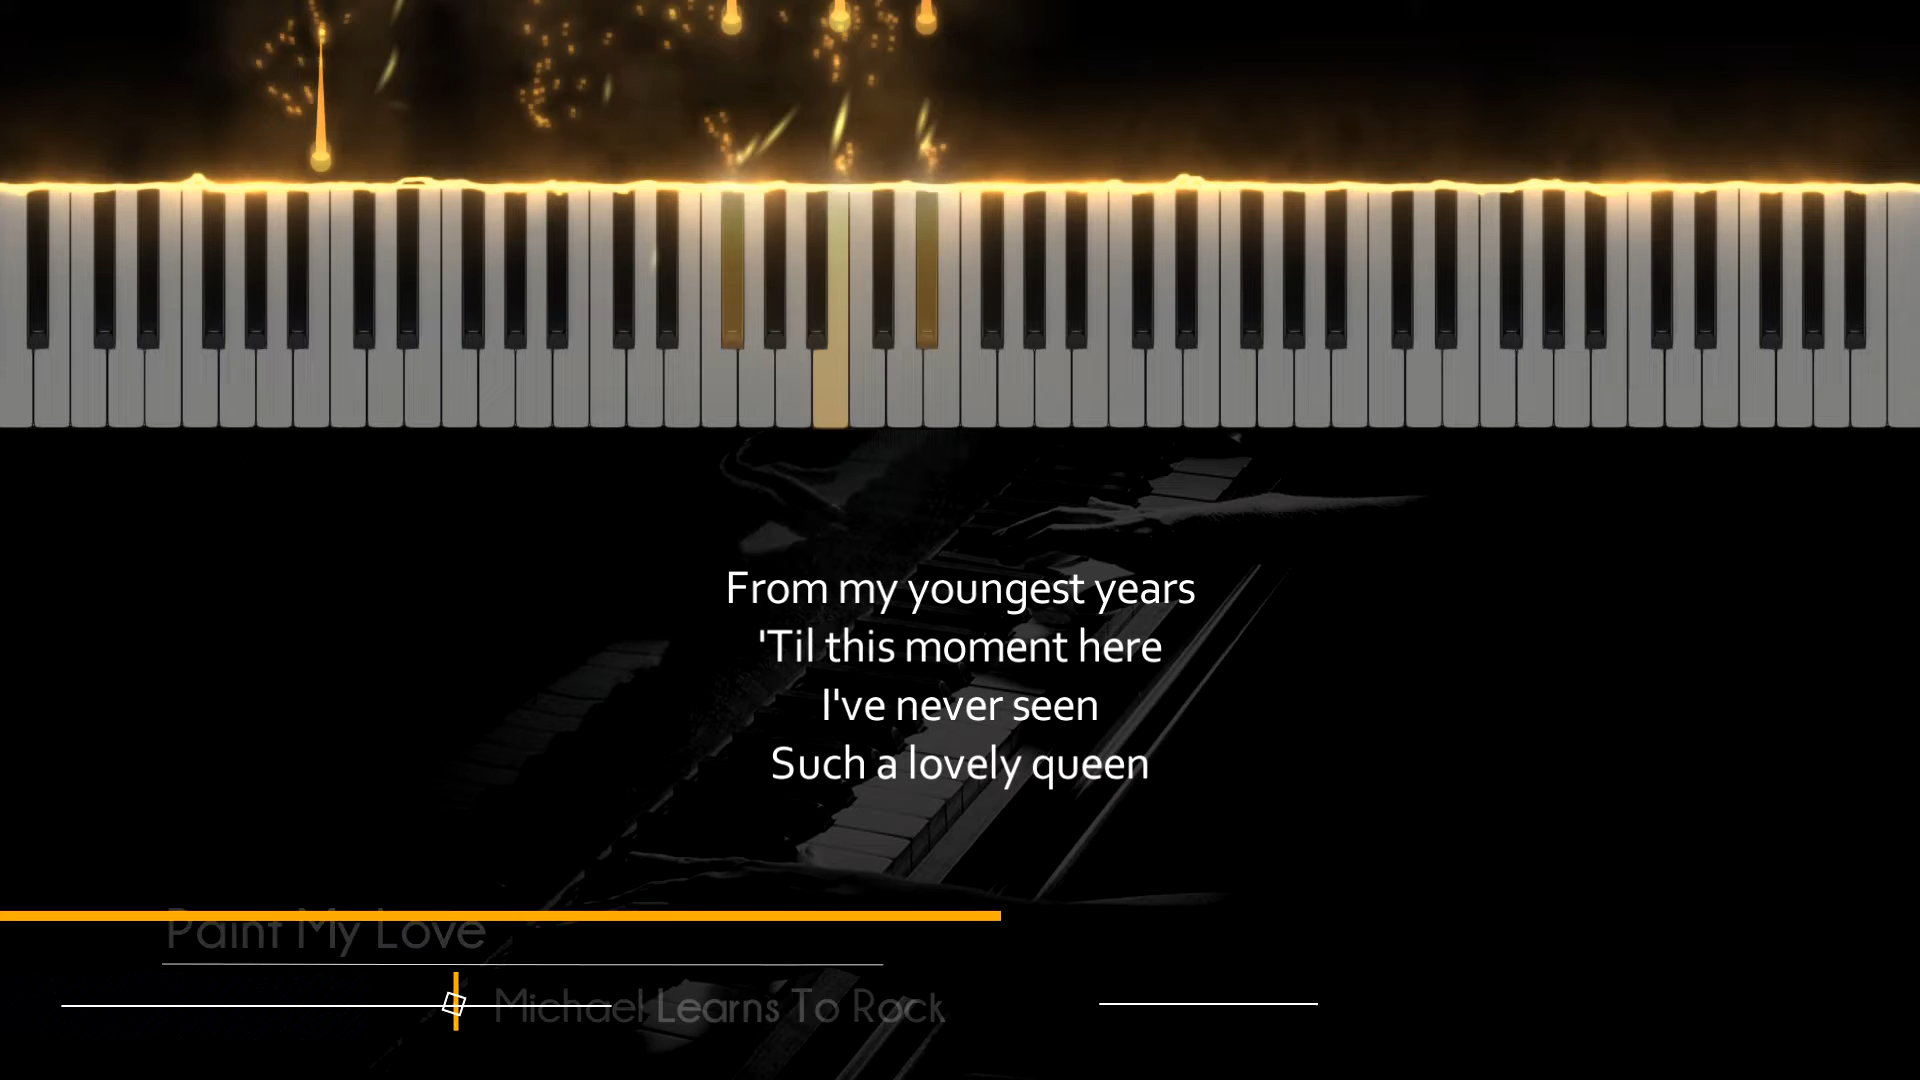 From my youngest years
'Til this moment here
I've never seen
Such a lovely queen
Paint My Love
Michael Learns To Rock